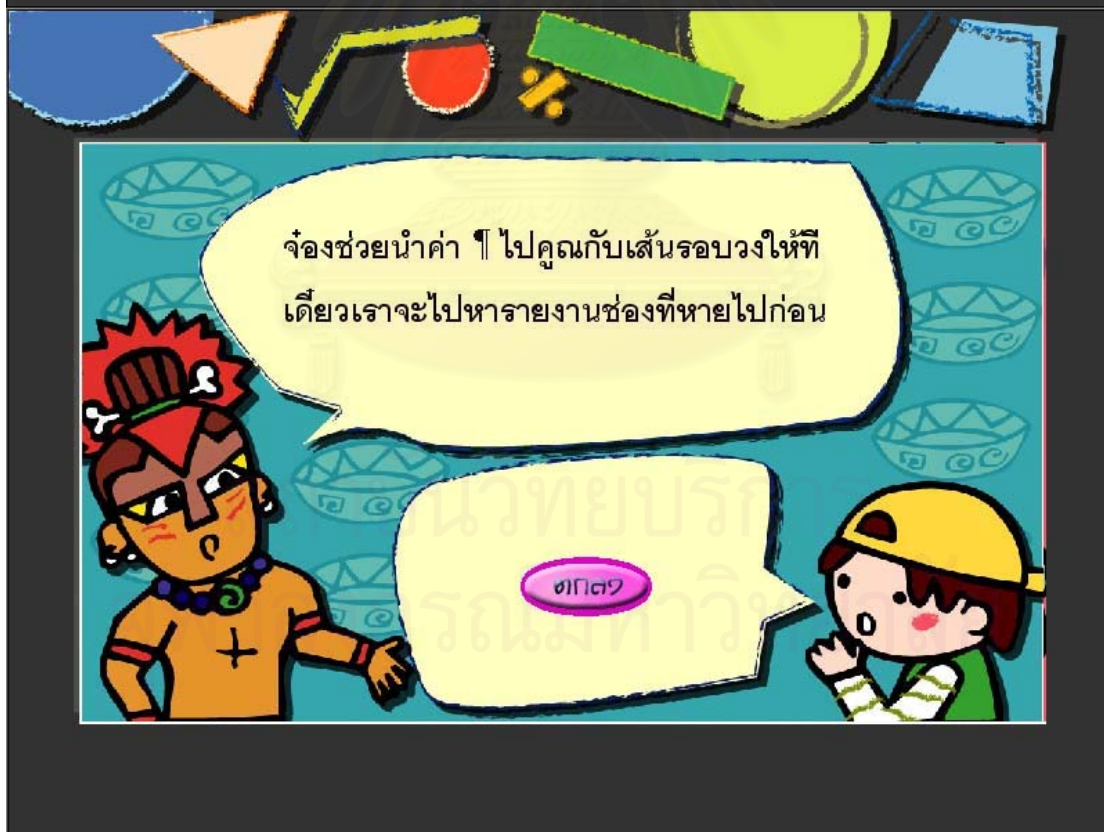 จ๋องช่วยนำค่า ¶ ไปคูณกับเส้นรอบวงให้ที
เดี๋ยวเราจะไปหารายงานช่องที่หายไปก่อน
ตกลง